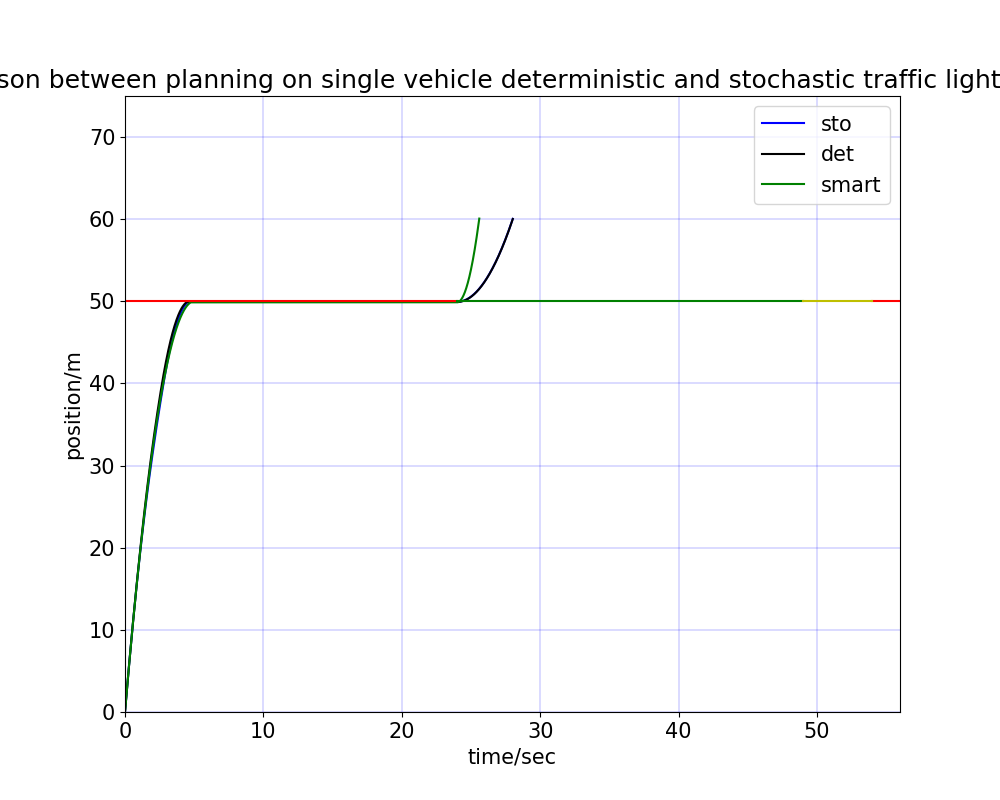 son between planning on single vehicle deterministic and stochastic traffic light
sto
det
smart
70
60
50
40
30
20
10
0
position/m
0 10 20 30 40 50
time/sec